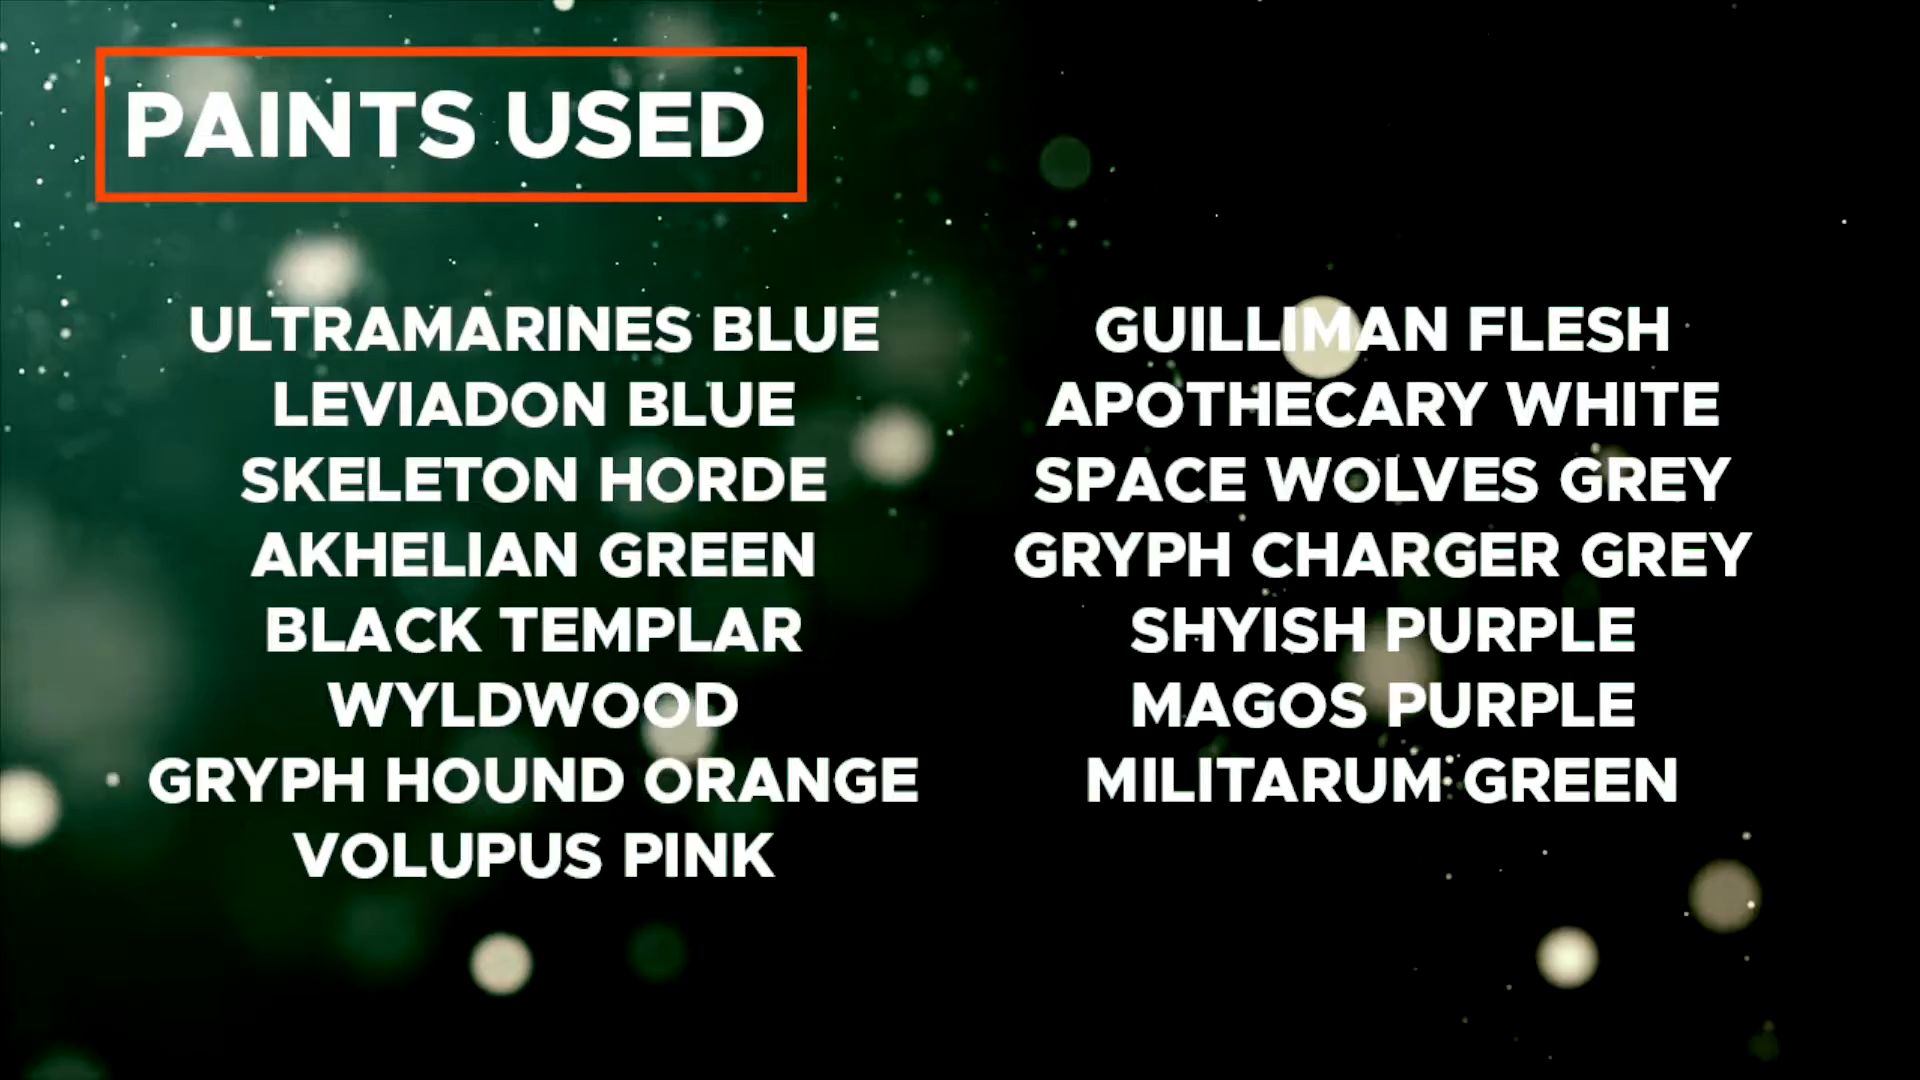 PAINTS USED
ULTRAMARINES BLUE
LEVIADON BLUE
SKELETON HORDE
AKHELIAN GREEN
BLACK TEMPLAR
WYLDWOOD
GRYPH HOUND ORANGE
VOLUPUS PINK
GUILLIMAN FLESH
APOTHECARY WHITE
SPACE WOLVES GREY
GRYPH CHARGER GREY
SHYISH PURPLE
MAGOS PURPLE
MILITARUM GREEN